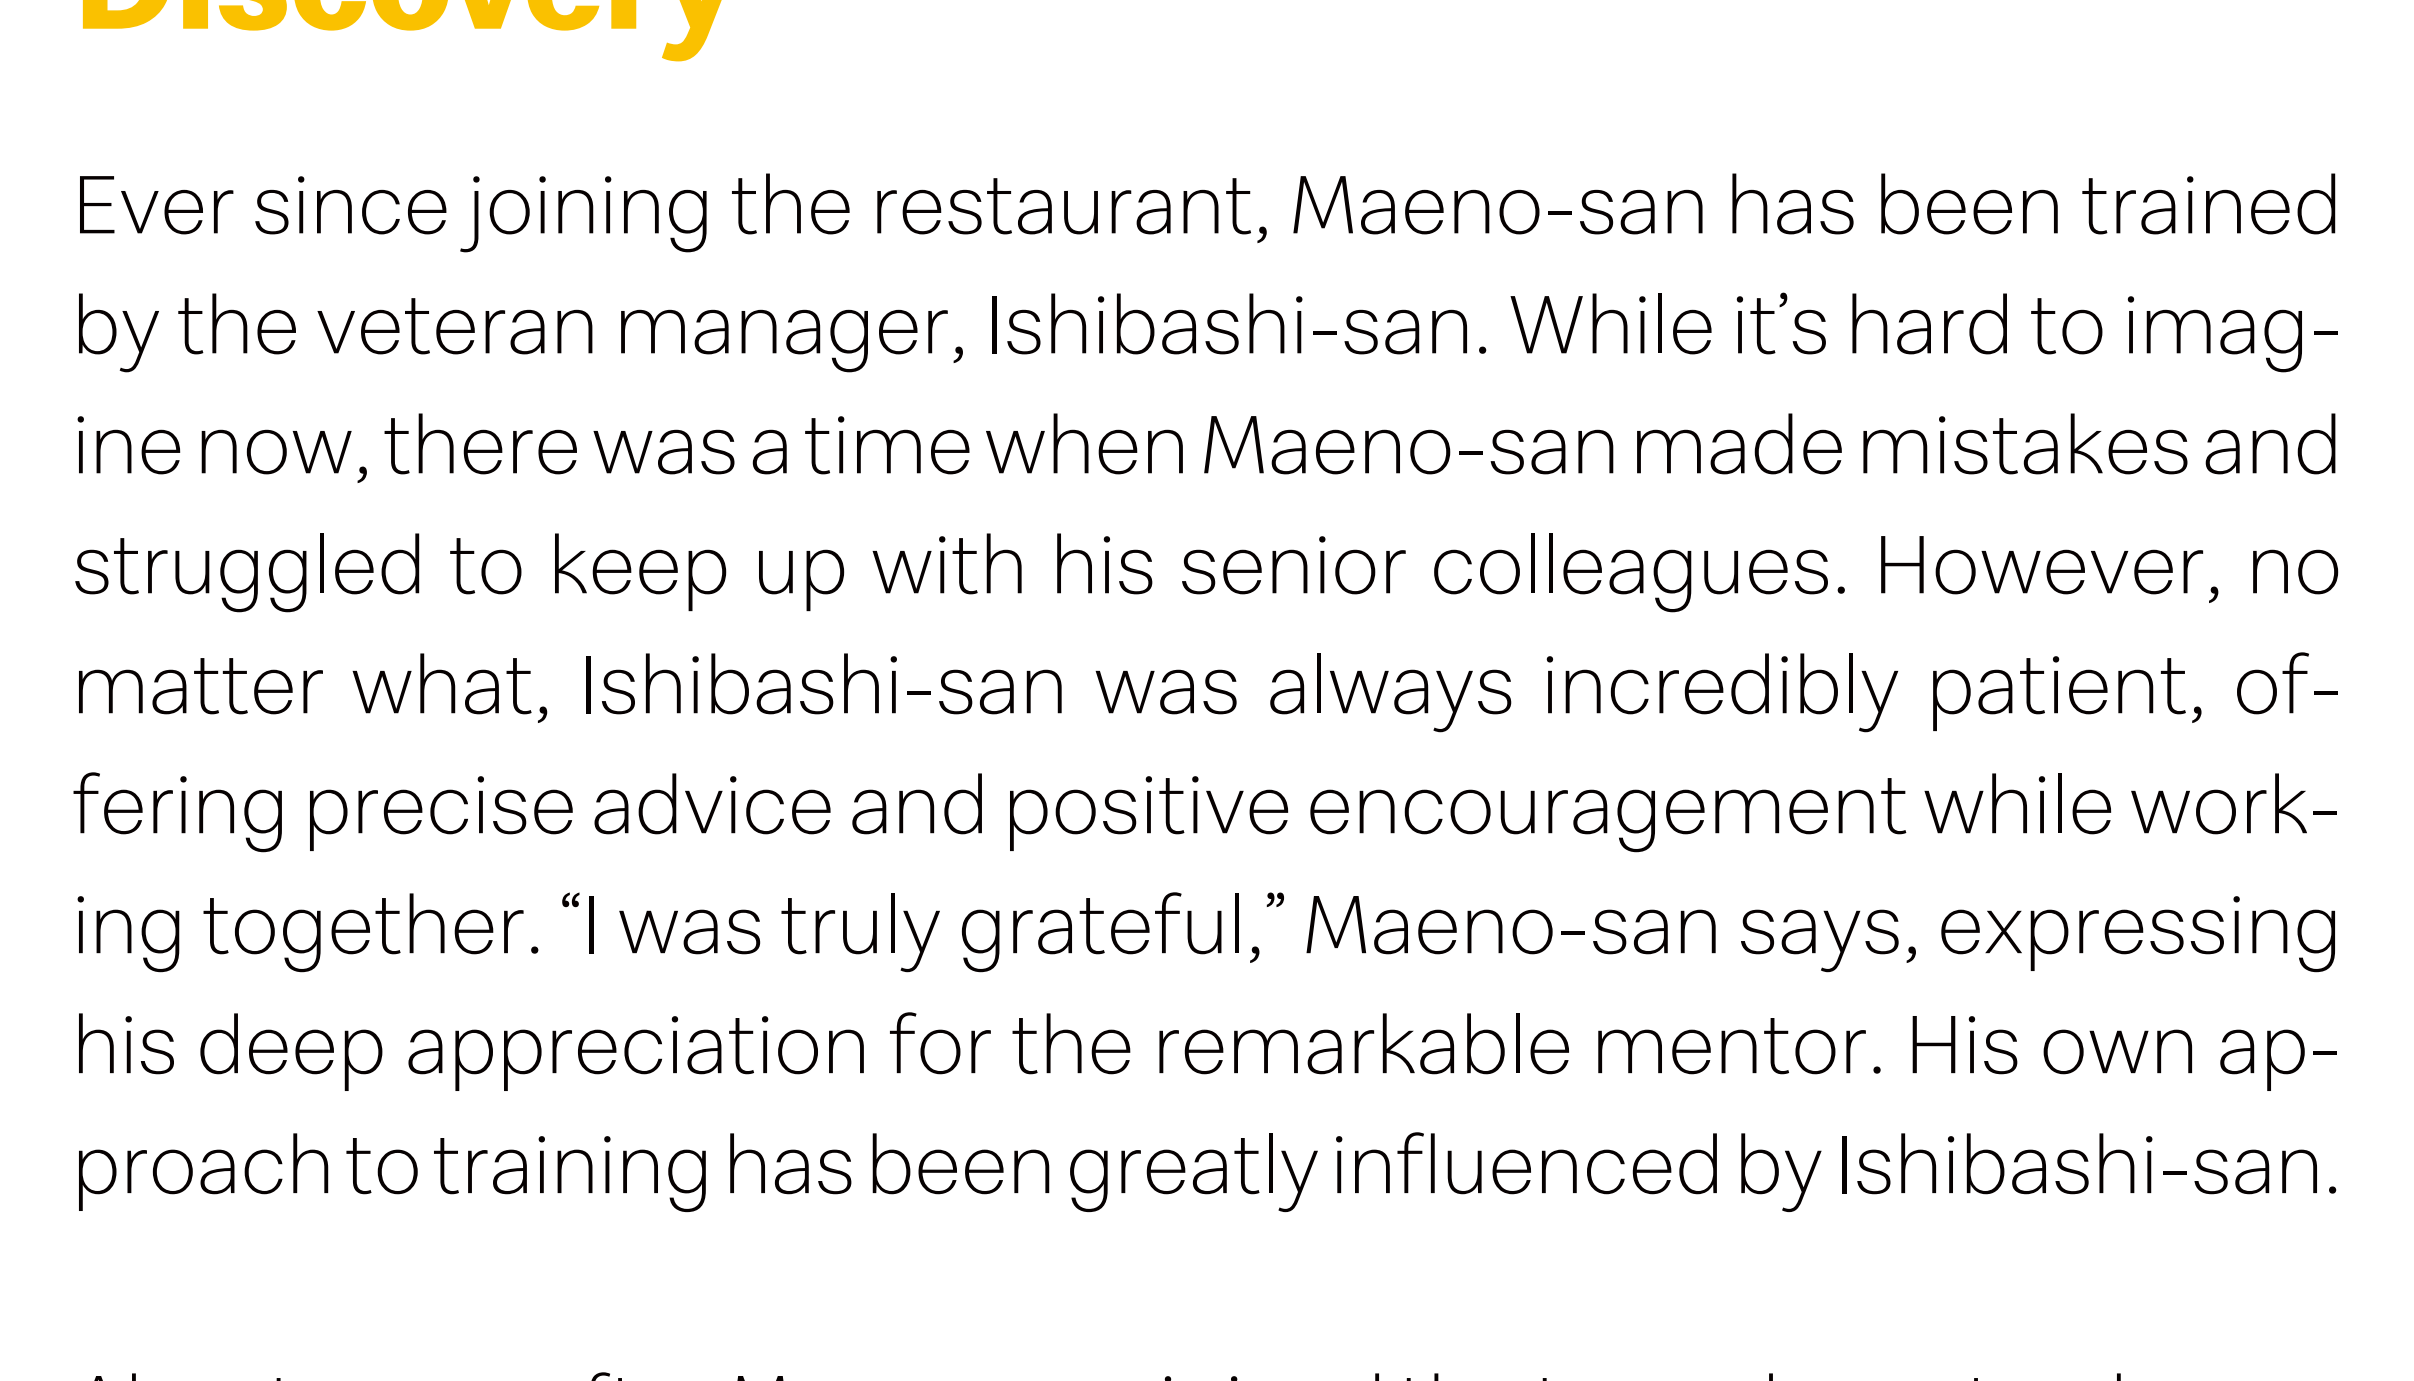 Discovery
Ever since joining the restaurant, Maeno-san has been trained
by the veteran manager, Ishibashi-san. While it’s hard to imag-
ine now, there was a time when Maeno-san made mistakes and
struggled to keep up with his senior colleagues. However, no
matter what, Ishibashi-san was always incredibly patient, of-
fering precise advice and positive encouragement while work-
ing together. “I was truly grateful,” Maeno-san says, expressing
his deep appreciation for the remarkable mentor. His own ap-
proach to training has been greatly influenced by Ishibashi-san.